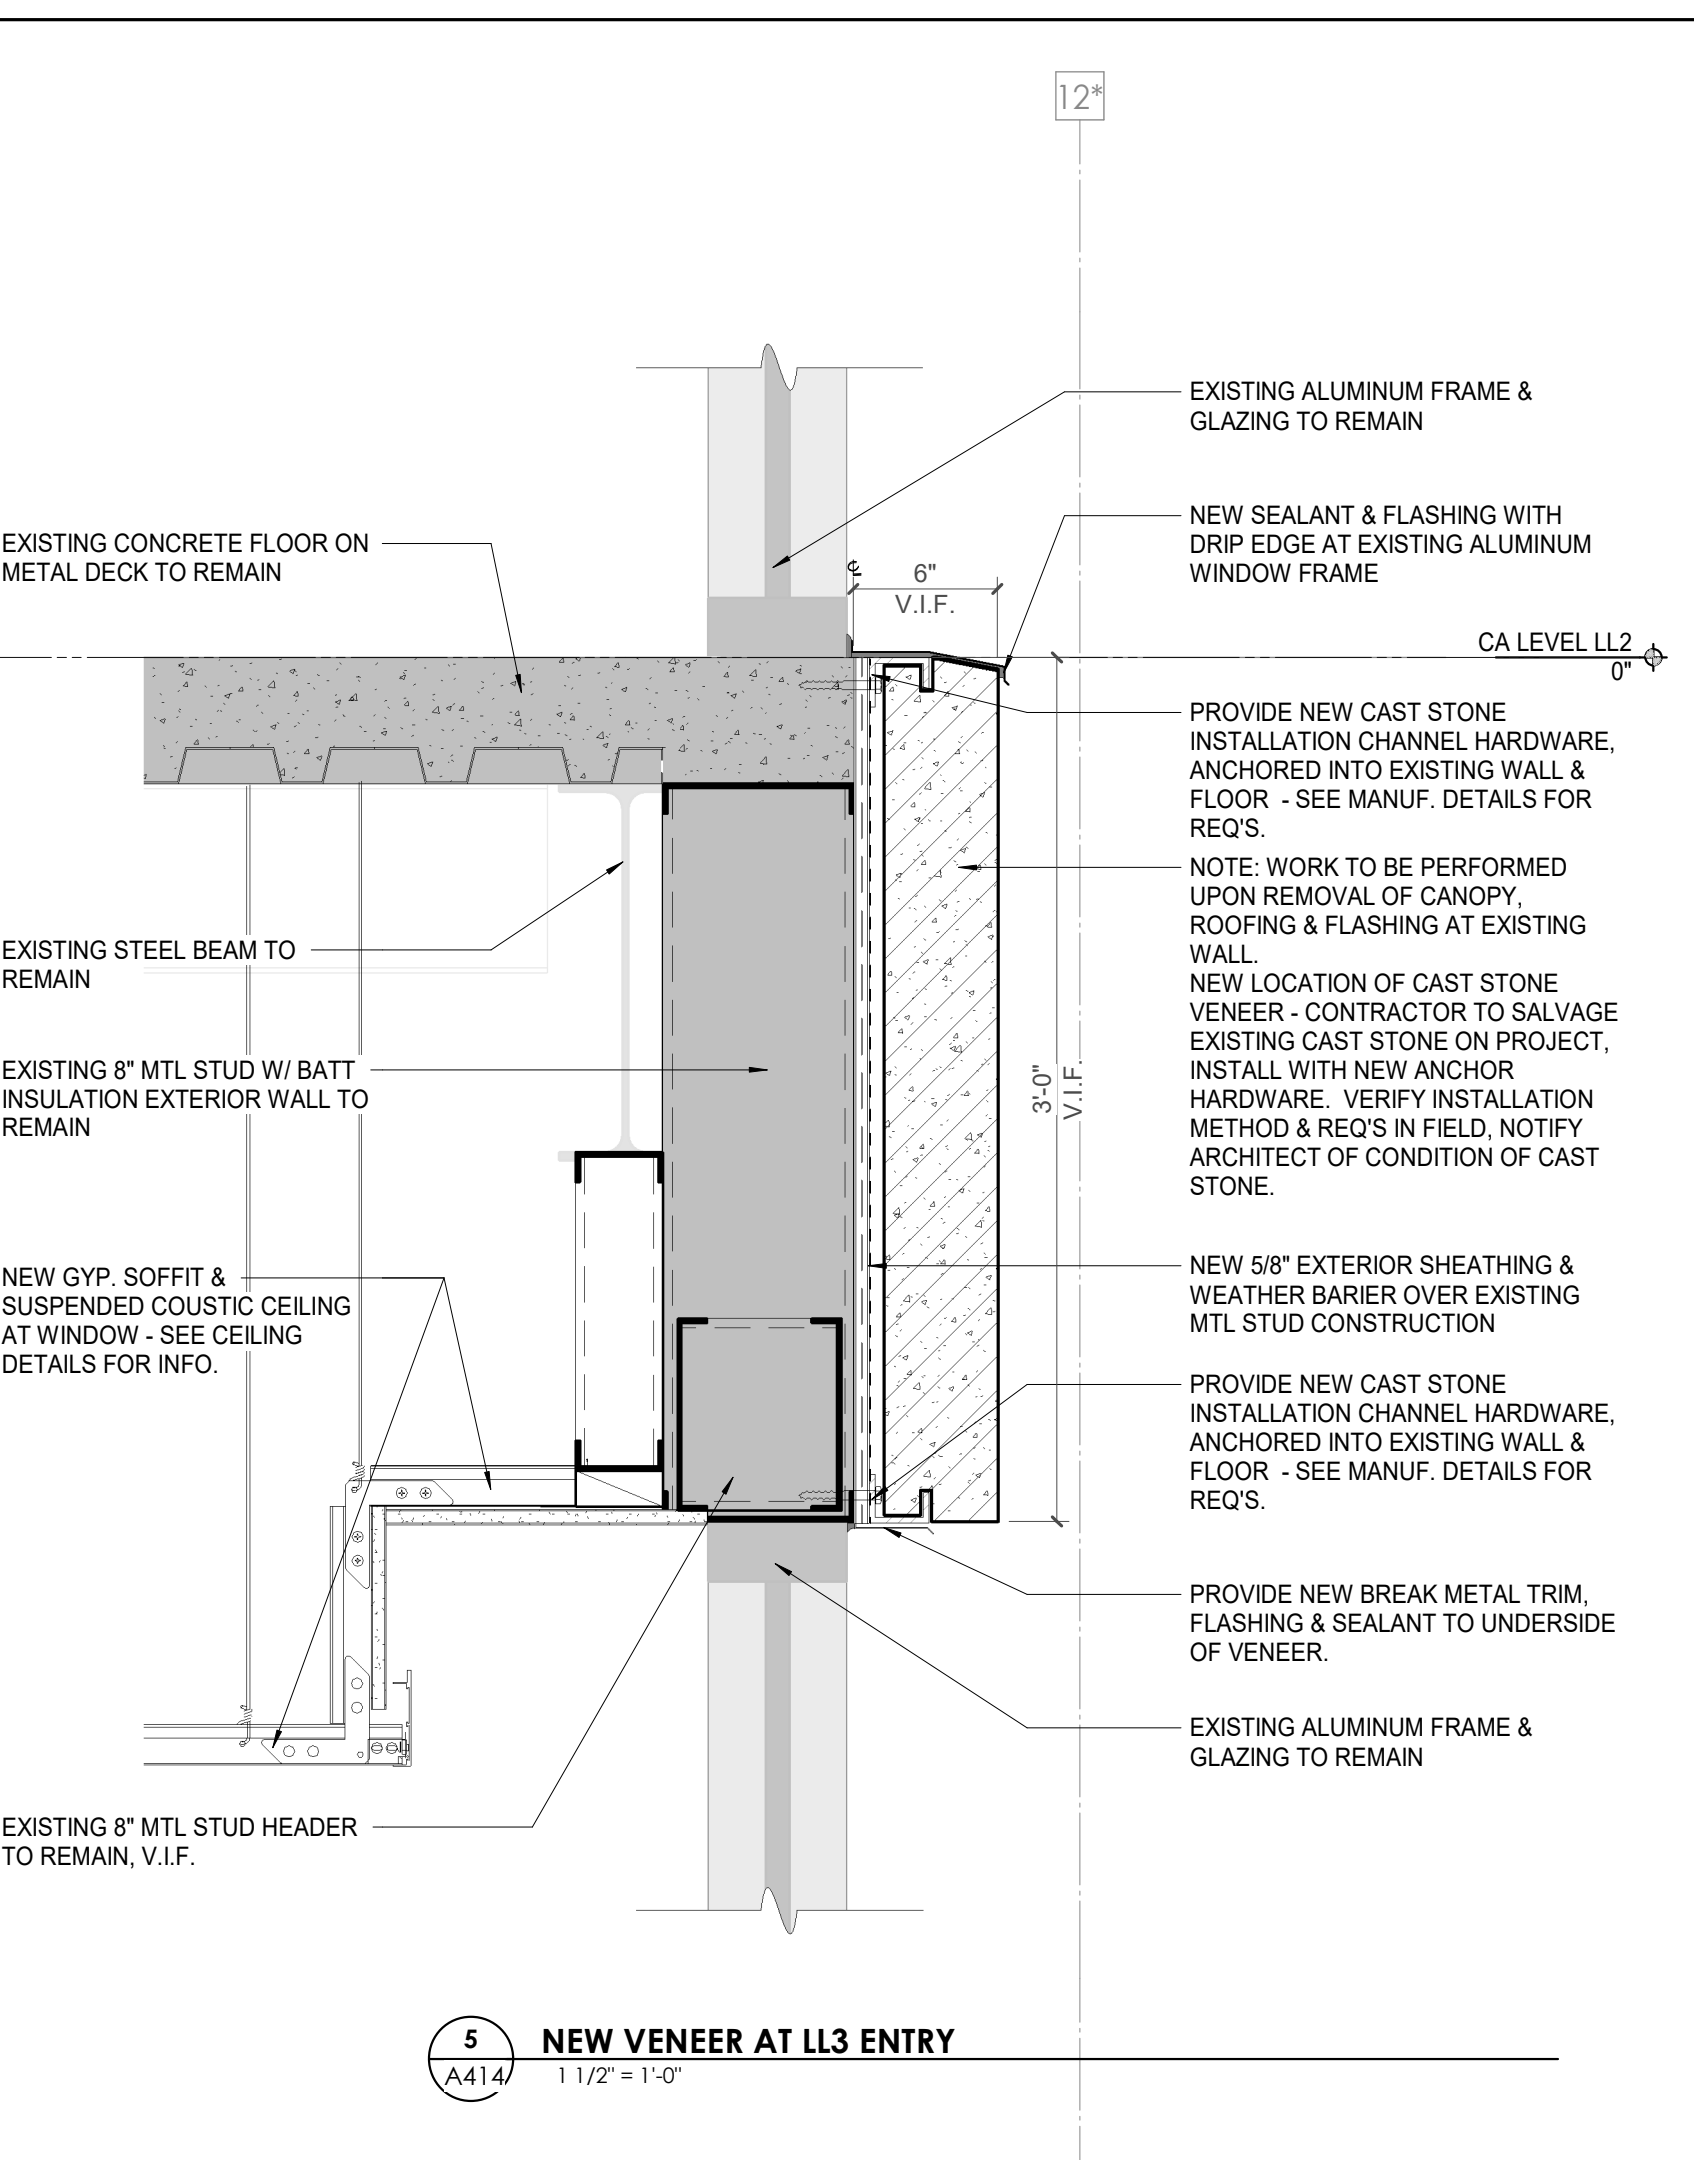 12*
EXISTING ALUMINUM FRAME &
GLAZING TO REMAIN
NEW SEALANT & FLASHING WITH
DRIP EDGE AT EXISTING ALUMINUM
WINDOW FRAME
EXISTING CONCRETE FLOOR ON
METAL DECK TO REMAIN
6"
V.I.F.
CA LEVEL LL2
0"
PROVIDE NEW CAST STONE
INSTALLATION CHANNEL HARDWARE,
ANCHORED INTO EXISTING WALL &
FLOOR - SEE MANUF. DETAILS FOR
REQ'S.
NOTE: WORK TO BE PERFORMED
UPON REMOVAL OF CANOPY,
ROOFING & FLASHING AT EXISTING
WALL.
NEW LOCATION OF CAST STONE
VENEER - CONTRACTOR TO SALVAGE
EXISTING CAST STONE ON PROJECT,
INSTALL WITH NEW ANCHOR
HARDWARE. VERIFY INSTALLATION
METHOD & REQ'S IN FIELD, NOTIFY
ARCHITECT OF CONDITION OF CAST
STONE.
EXISTING STEEL BEAM TO
REMAIN
EXISTING 8" MTL STUD W/ BATT
INSULATION EXTERIOR WALL TO
REMAIN
3'-0"
V.I.F.
NEW GYP. SOFFIT &
SUSPENDED COUSTIC CEILING
AT WINDOW - SEE CEILING
DETAILS FOR INFO.
NEW 5/8" EXTERIOR SHEATHING &
WEATHER BARIER OVER EXISTING
MTL STUD CONSTRUCTION
PROVIDE NEW CAST STONE
INSTALLATION CHANNEL HARDWARE,
ANCHORED INTO EXISTING WALL &
FLOOR - SEE MANUF. DETAILS FOR
REQ'S.
PROVIDE NEW BREAK METAL TRIM,
FLASHING & SEALANT TO UNDERSIDE
OF VENEER.
EXISTING ALUMINUM FRAME &
GLAZING TO REMAIN
EXISTING 8" MTL STUD HEADER
TO REMAIN, V.I.F.
5
A414
NEW VENEER AT LL3 ENTRY
1 1/2" = 1'-0"